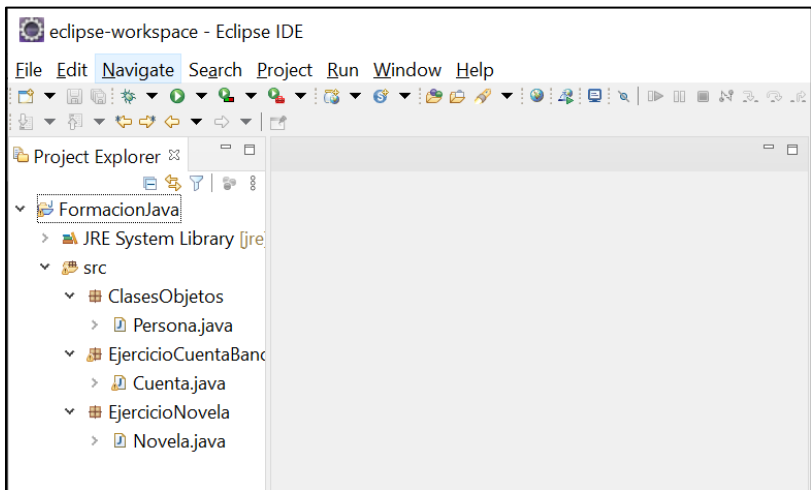 eclipse-workspace - Eclipse IDE
File Edit Navigate Search Project Run Window Help
Project Explorer
FormacionJava
JRE System Library [jre
src
ClasesObjetos
Persona.java
EjercicioCuentaBanc
Cuenta.java
EjercicioNovela
Novela.java